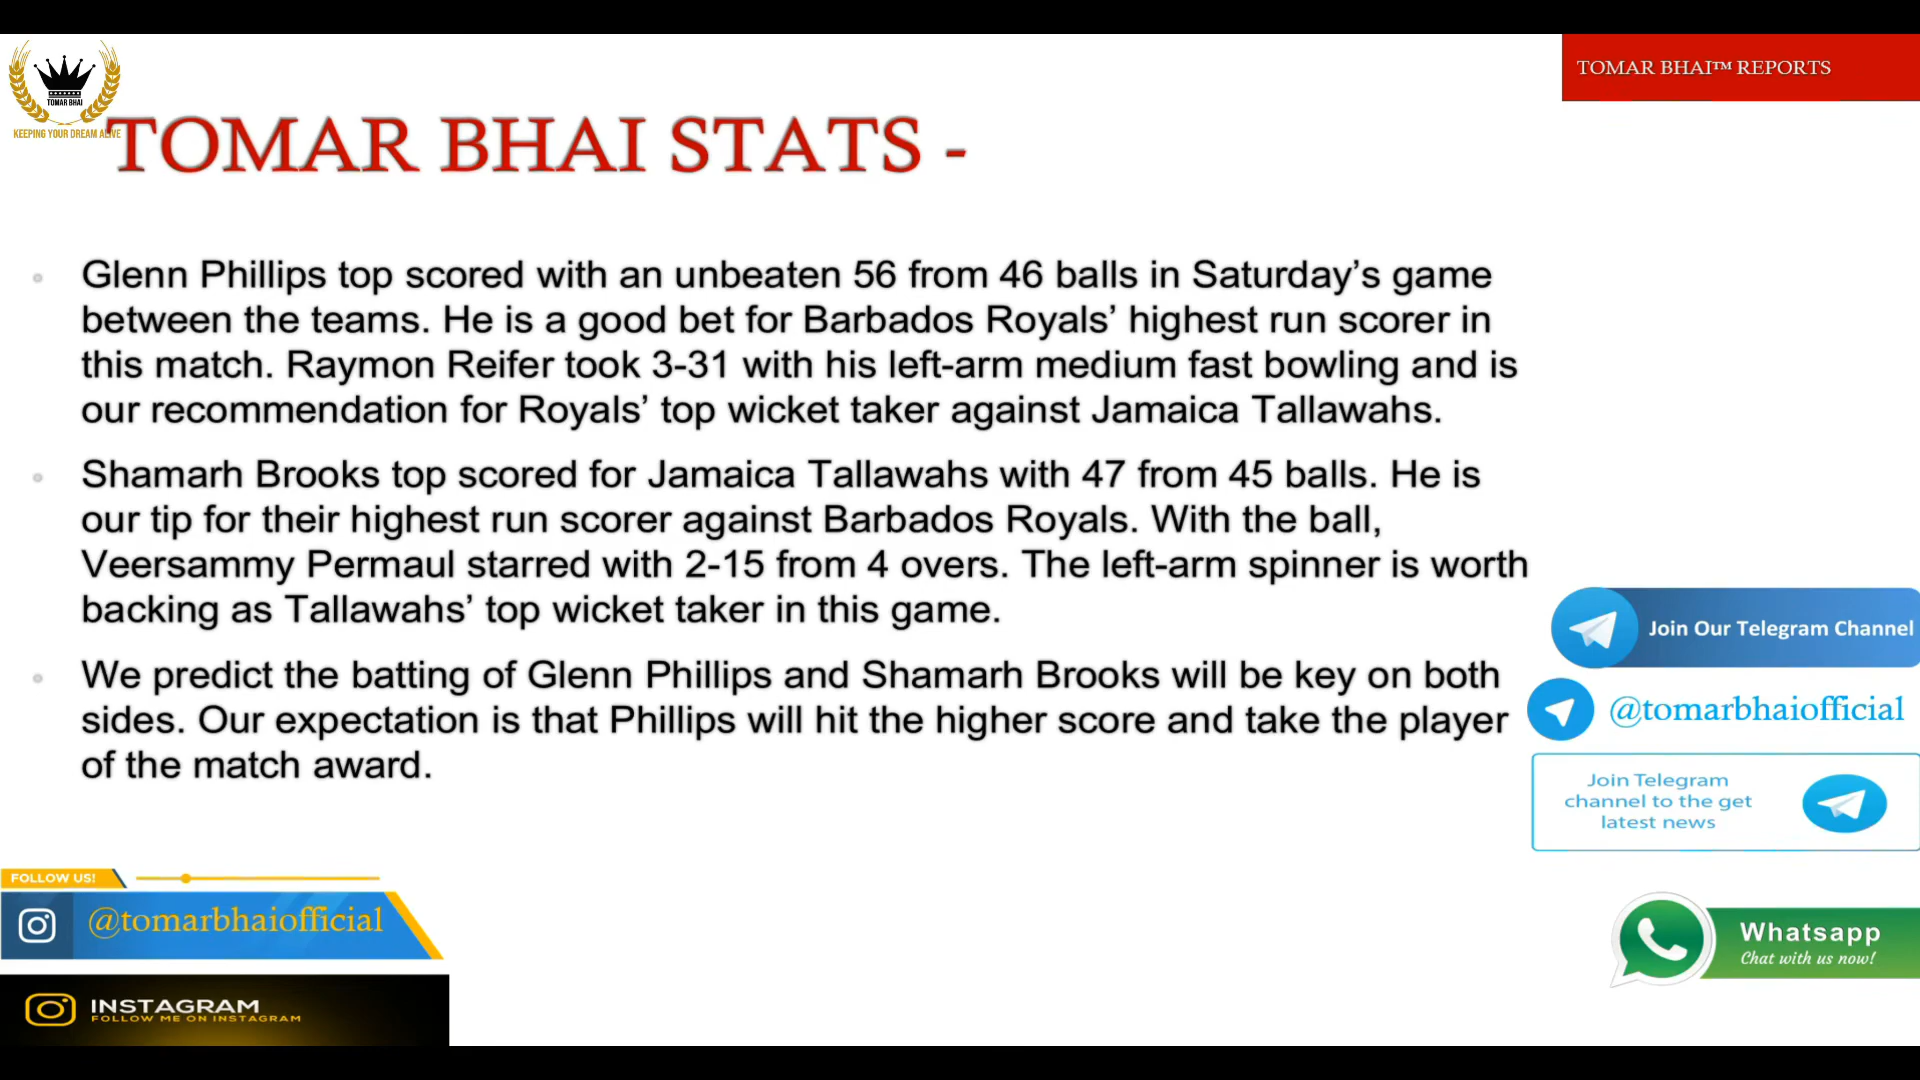 TOMAR BHAI
KEEPING YOUR DREAM ALIVE
TOMAR BHAI™ REPORTS
TOMAR BHAI STATS -
Glenn Phillips top scored with an unbeaten 56 from 46 balls in Saturday’s game
between the teams. He is a good bet for Barbados Royals’ highest run scorer in
this match. Raymon Reifer took 3-31 with his left-arm medium fast bowling and is
our recommendation for Royals’ top wicket taker against Jamaica Tallawahs.
Shamarh Brooks top scored for Jamaica Tallawahs with 47 from 45 balls. He is
our tip for their highest run scorer against Barbados Royals. With the ball,
Veersammy Permaul starred with 2-15 from 4 overs. The left-arm spinner is worth
backing as Tallawahs’ top wicket taker in this game.
We predict the batting of Glenn Phillips and Shamarh Brooks will be key on both
sides. Our expectation is that Phillips will hit the higher score and take the player
of the match award.
Join Our Telegram Channel
@tomarbhaiofficial
Join Telegram
channel to the get
latest news
FOLLOW US!
@tomarbhaiofficial
INSTAGRAM
FOLLOW ME ON INSTAGRAM
Whatsapp
Chat with us now!